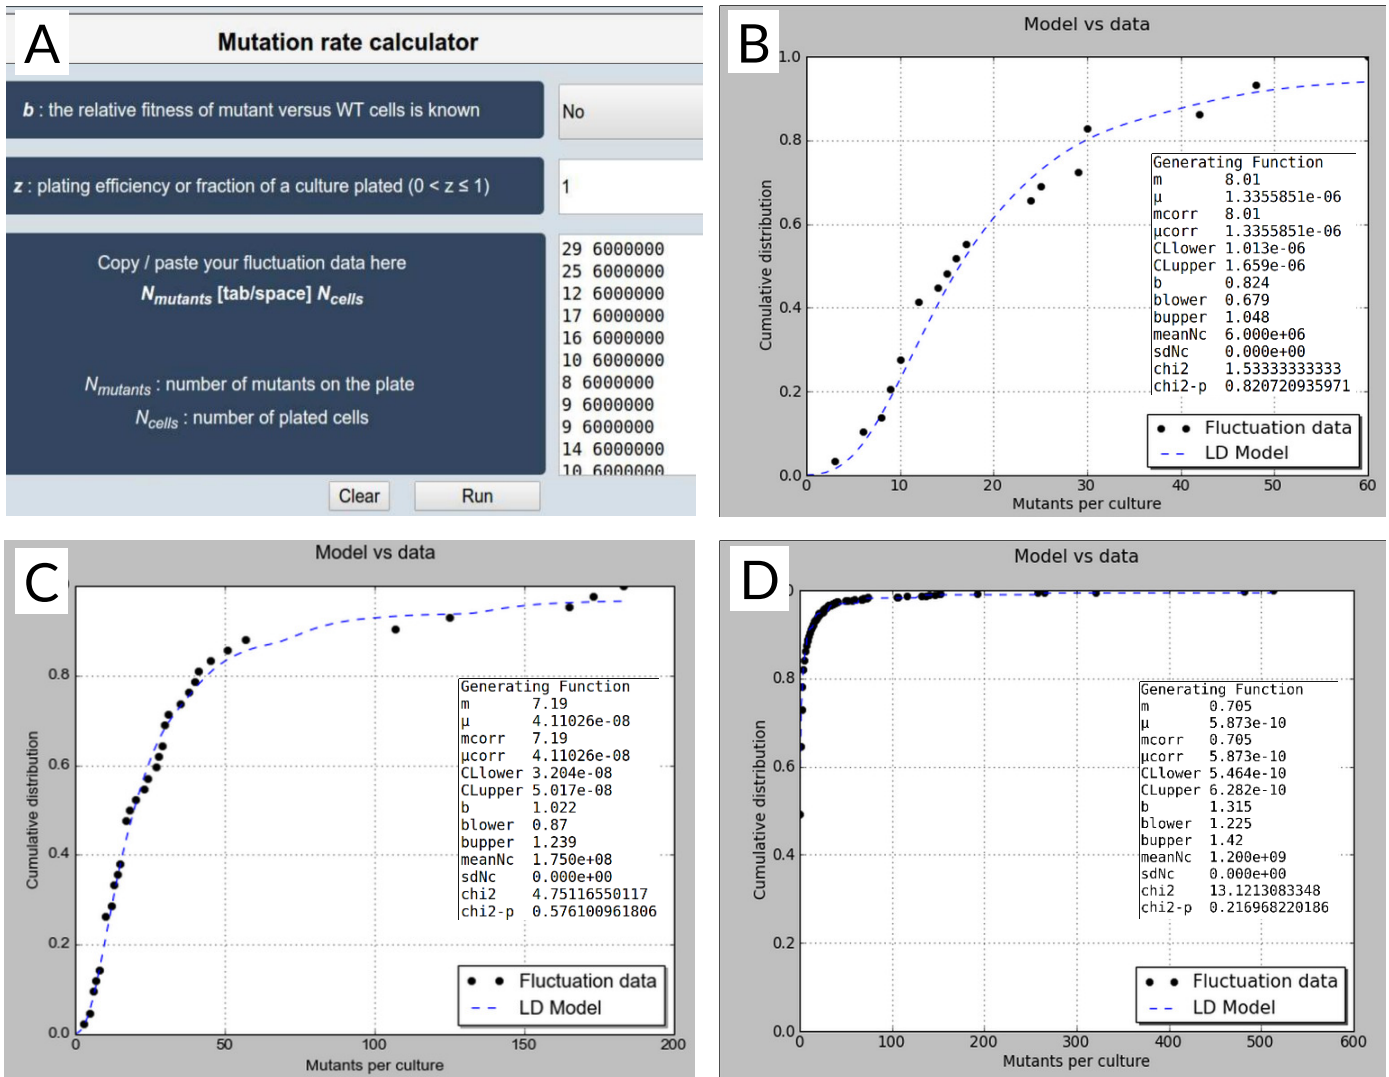 A
Mutation rate calculator
b : the relative fitness of mutant versus WT cells is known
No
z : plating efficiency or fraction of a culture plated (0 < z ≤ 1)
1
Copy / paste your fluctuation data here
Nmutants [tab/space] Ncells
Nmutants : number of mutants on the plate
Ncells : number of plated cells
29 6000000
25 6000000
12 6000000
17 6000000
16 6000000
10 6000000
8 6000000
9 6000000
9 6000000
14 6000000
10 6000000
Clear
Run
B
Model vs data
1.0
0.8
0.6
0.4
0.2
0.0
Cumulative distribution
0 10 20 30 40 50 60
Mutants per culture
Generating Function
m 8.01
μ 1.3355851e-06
mcorr 8.01
μcorr 1.3355851e-06
CLlower 1.013e-06
CLupper 1.659e-06
b 0.824
blower 0.679
bupper 1.048
meanNc 6.000e+06
sdNc 0.000e+00
chi2 1.53333333333
chi2-p 0.820720935971
Fluctuation data
LD Model
C
Model vs data
0.8
0.6
0.4
0.2
0.0
Cumulative distribution
0 50 100 150 200
Mutants per culture
Generating Function
m 7.19
μ 4.11026e-08
mcorr 7.19
μcorr 4.11026e-08
CLlower 3.204e-08
CLupper 5.017e-08
b 1.022
blower 0.87
bupper 1.239
meanNc 1.750e+08
sdNc 0.000e+00
chi2 4.75116550117
chi2-p 0.576100961806
Fluctuation data
LD Model
D
Model vs data
0.8
0.6
0.4
0.2
0.0
Cumulative distribution
0 100 200 300 400 500 600
Mutants per culture
Generating Function
m 0.705
μ 5.873e-10
mcorr 0.705
μcorr 5.873e-10
CLlower 5.464e-10
CLupper 6.282e-10
b 1.315
blower 1.225
bupper 1.42
meanNc 1.200e+09
sdNc 0.000e+00
chi2 13.1213083348
chi2-p 0.216968220186
Fluctuation data
LD Model